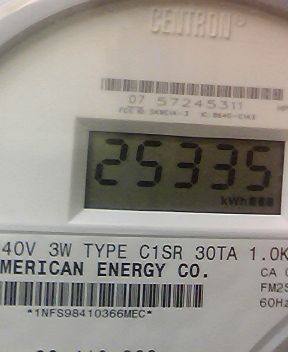 CENTRON®
07 57245311
25335
kWh
40V 3W TYPE C1SR 30TA 1.0K
MERICAN ENERGY CO.
CA
FM2S
60Hz
*1NFS98410366MEC*